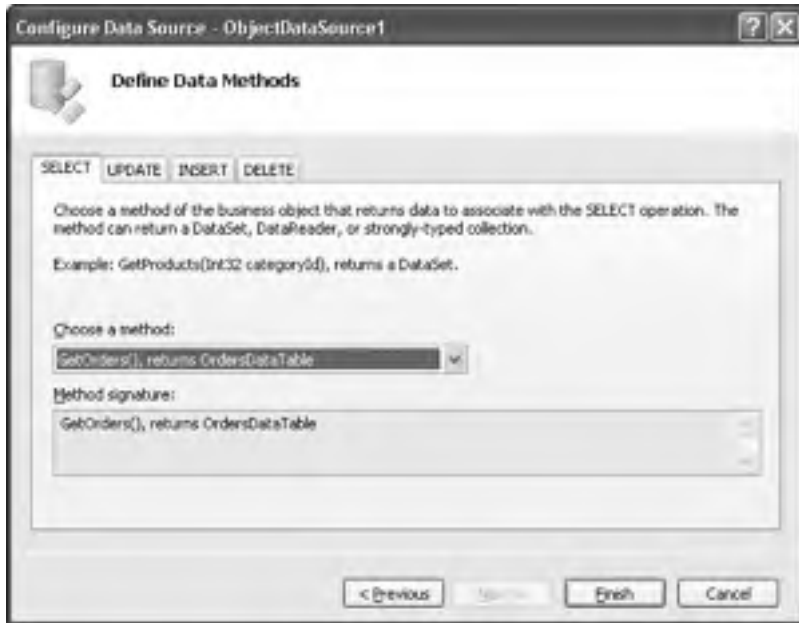 Configure Data Source - ObjectDataSource1
Define Data Methods
SELECT UPDATE INSERT DELETE
Choose a method of the business object that returns data to associate with the SELECT operation. The
method can return a DataSet, DataReader, or strongly-typed collection.
Example: GetProducts(Int32 categoryId), returns a DataSet.
Choose a method:
GetOrders(), returns OrdersDataTable
Method signature:
GetOrders(), returns OrdersDataTable
< Previous Finish Cancel